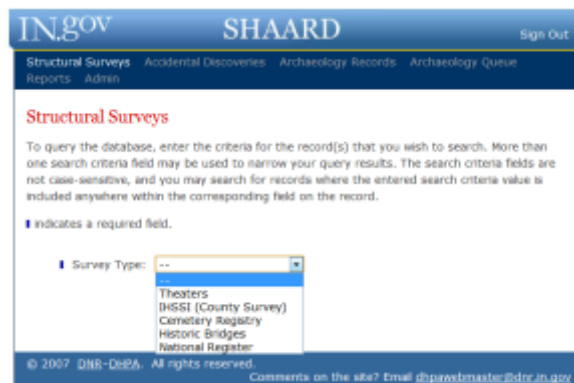 IN.gov SHAARD Sign Out
Structural Surveys Accidental Discoveries Archaeology Records Archaeology Queue
Reports Admin
Structural Surveys
To query the database, enter the criteria for the record(s) that you wish to search. More than
one search criteria field may be used to narrow your query results. The search criteria fields are
not case-sensitive, and you may search for records where the entered search criteria value is
included anywhere within the corresponding field on the record.
indicates a required field.
Survey Type: --
--
Theaters
IHSSI (County Survey)
Cemetery Registry
Historic Bridges
National Register
© 2007 DNR-DHPA. All rights reserved.
Comments on the site? Email dhpawebmaster@dnr.in.gov